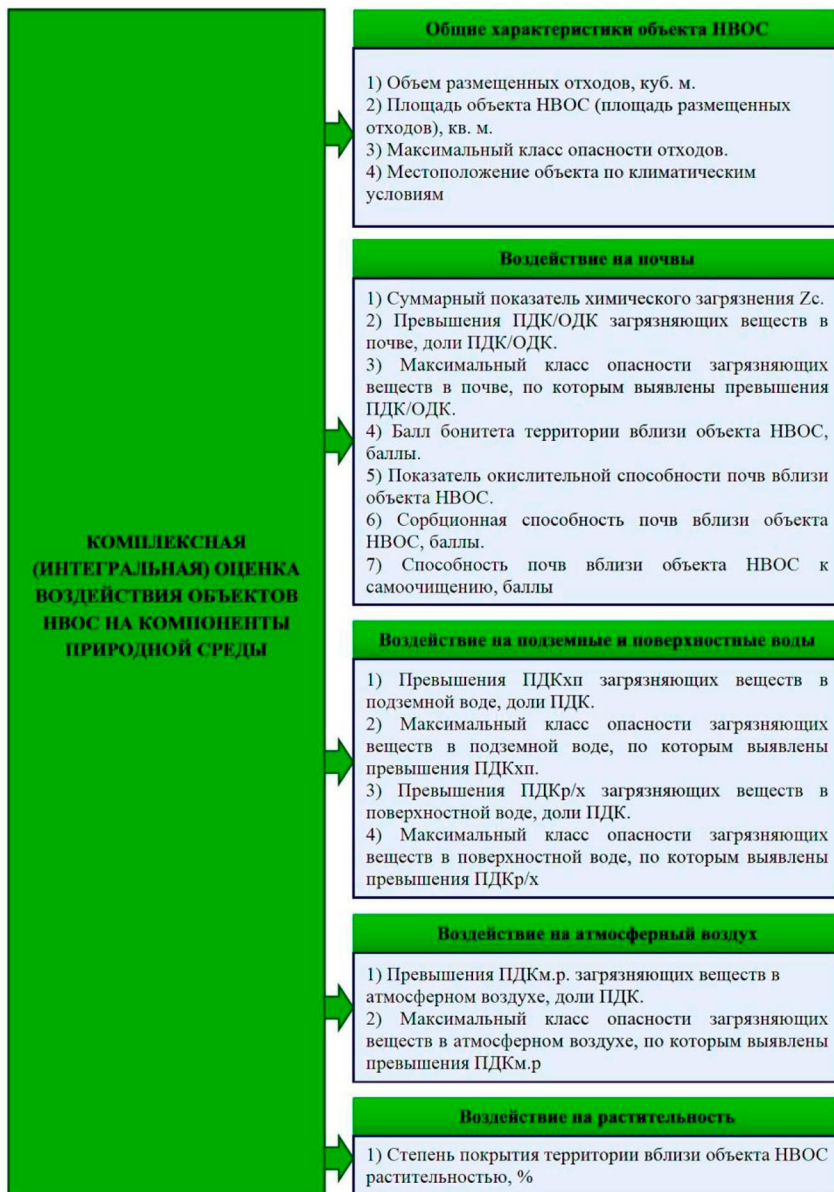 КОМПЛЕКСНАЯ
(ИНТЕГРАЛЬНАЯ) ОЦЕНКА
ВОЗДЕЙСТВИЯ ОБЪЕКТОВ
НВОС НА КОМПОНЕНТЫ
ПРИРОДНОЙ СРЕДЫ
Общие характеристики объекта НВОС
1) Объем размещенных отходов, куб. м.
2) Площадь объекта НВОС (площадь размещенных
отходов), кв. м.
3) Максимальный класс опасности отходов.
4) Местоположение объекта по климатическим
условиям
Воздействие на почвы
1) Суммарный показатель химического загрязнения Zc.
2) Превышения ПДК/ОДК загрязняющих веществ в
почве, доли ПДК/ОДК.
3) Максимальный класс опасности загрязняющих
веществ в почве, по которым выявлены превышения
ПДК/ОДК.
4) Балл бонитета территории вблизи объекта НВОС,
баллы.
5) Показатель окислительной способности почв вблизи
объекта НВОС.
6) Сорбционная способность почв вблизи объекта
НВОС, баллы.
7) Способность почв вблизи объекта НВОС к
самоочищению, баллы
Воздействие на подземные и поверхностные воды
1) Превышения ПДКхп загрязняющих веществ в
подземной воде, доли ПДК.
2) Максимальный класс опасности загрязняющих
веществ в подземной воде, по которым выявлены
превышения ПДКхп.
3) Превышения ПДКр/х загрязняющих веществ в
поверхностной воде, доли ПДК.
4) Максимальный класс опасности загрязняющих
веществ в поверхностной воде, по которым выявлены
превышения ПДКр/х
Воздействие на атмосферный воздух
1) Превышения ПДКм.р. загрязняющих веществ в
атмосферном воздухе, доли ПДК.
2) Максимальный класс опасности загрязняющих
веществ в атмосферном воздухе, по которым выявлены
превышения ПДКм.р
Воздействие на растительность
1) Степень покрытия территории вблизи объекта НВОС
растительностью, %